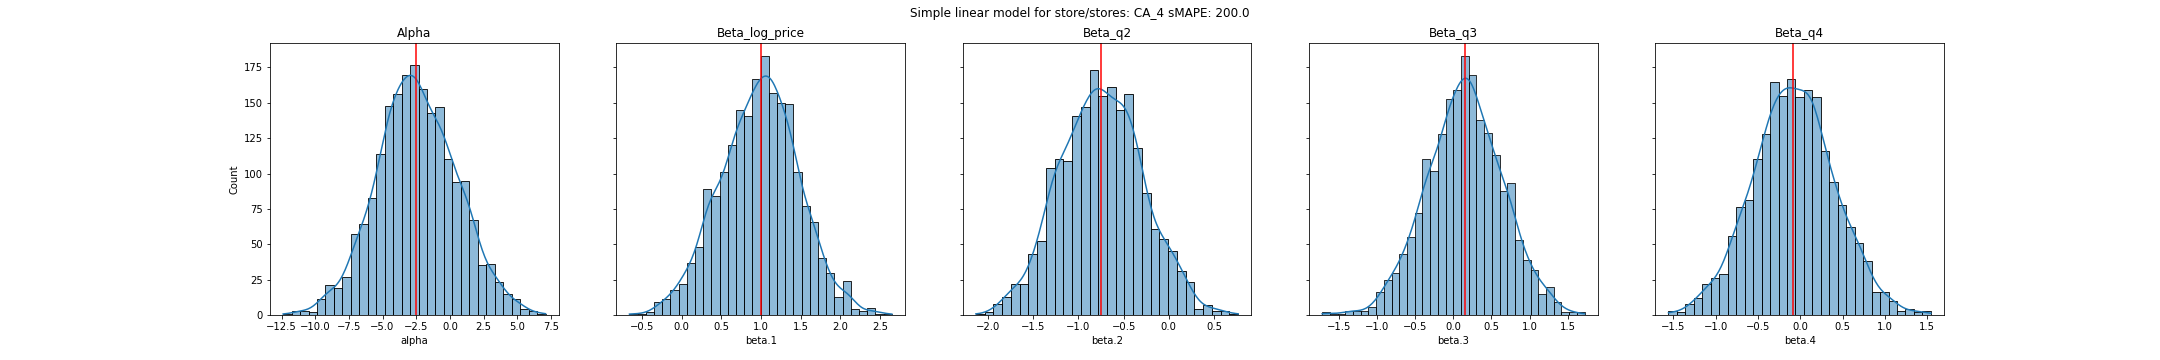 Simple linear model for store/stores: CA_4 sMAPE: 200.0
Alpha
Beta_log_price
Beta_q2
Beta_q3
Beta_q4
Count
175
150
125
100
75
50
25
0
−12.5 −10.0 −7.5 −5.0 −2.5 0.0 2.5 5.0 7.5
−0.5 0.0 0.5 1.0 1.5 2.0 2.5
−2.0 −1.5 −1.0 −0.5 0.0 0.5
−1.5 −1.0 −0.5 0.0 0.5 1.0 1.5
−1.5 −1.0 −0.5 0.0 0.5 1.0 1.5
alpha
beta.1
beta.2
beta.3
beta.4